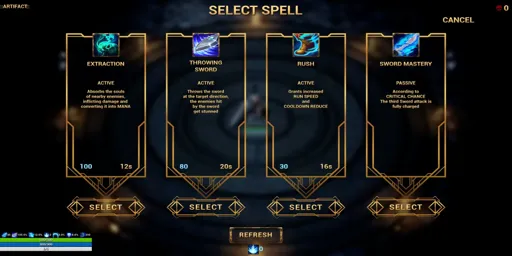 ::ARTIFACT::
SELECT SPELL
0
CANCEL
EXTRACTION
ACTIVE
Absorbs the souls
of nearby enemies,
inflicting damage and
converting it into MANA
100 12s
SELECT
THROWING
SWORD
ACTIVE
Throws the sword
at the target direction,
the enemies hit
by the sword
get stunned
80 20s
SELECT
RUSH
ACTIVE
Grants increased
RUN SPEED
and
COOLDOWN REDUCE
30 16s
SELECT
SWORD MASTERY
PASSIVE
According to
CRITICAL CHANCE
The third Sword attack is
fully charged
SELECT
REFRESH
0